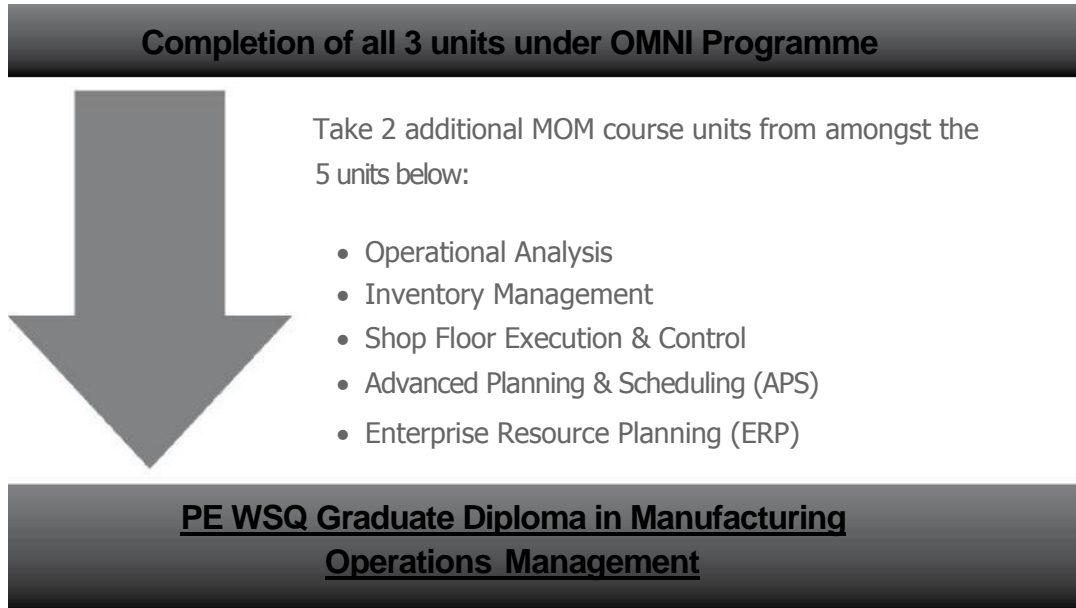 Completion of all 3 units under OMNI Programme
Take 2 additional MOM course units from amongst the
5 units below:
• Operational Analysis
• Inventory Management
• Shop Floor Execution & Control
• Advanced Planning & Scheduling (APS)
• Enterprise Resource Planning (ERP)
PE WSQ Graduate Diploma in Manufacturing
Operations Management